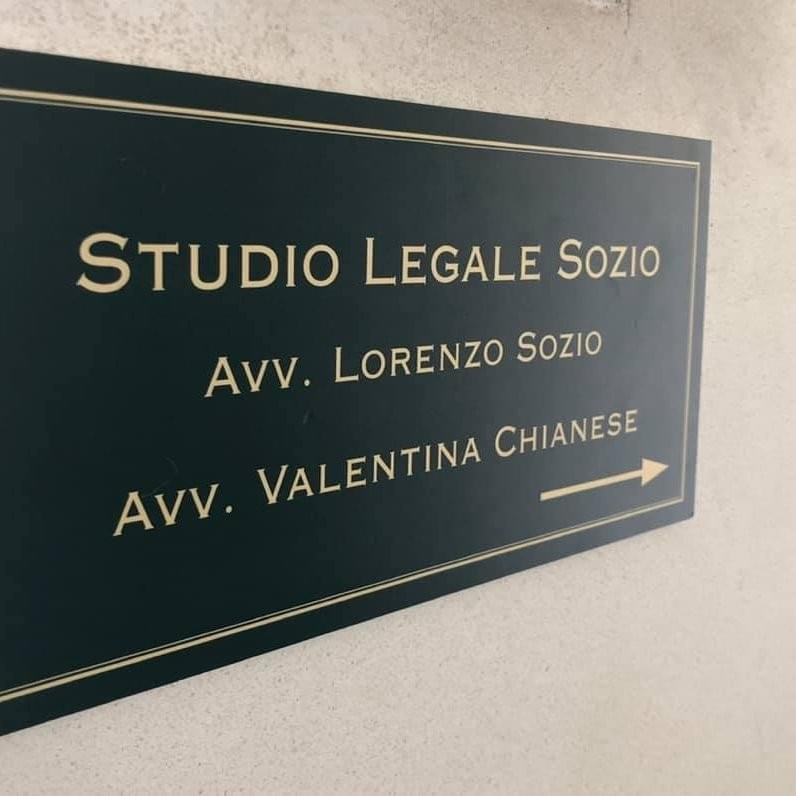 Studio Legale Sozio
Avv. Lorenzo Sozio
Avv. Valentina Chianese